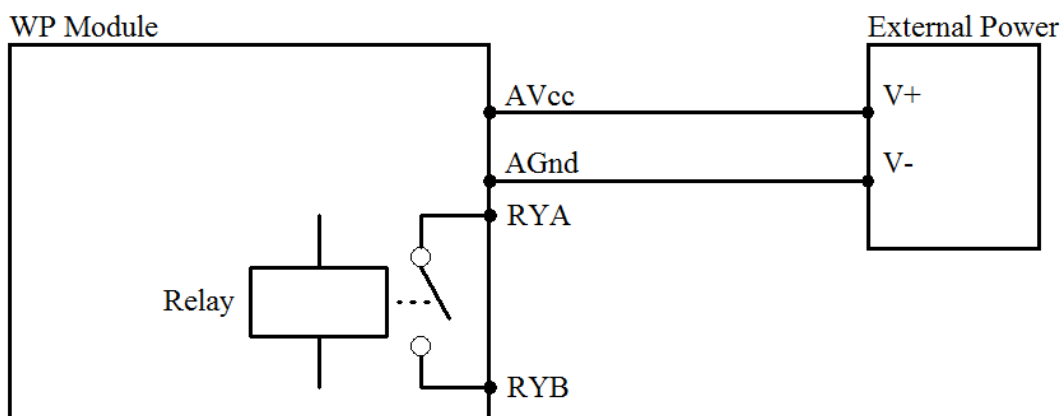 WP Module
External Power
AVcc
V+
AGnd
V-
RYA
Relay
RYB